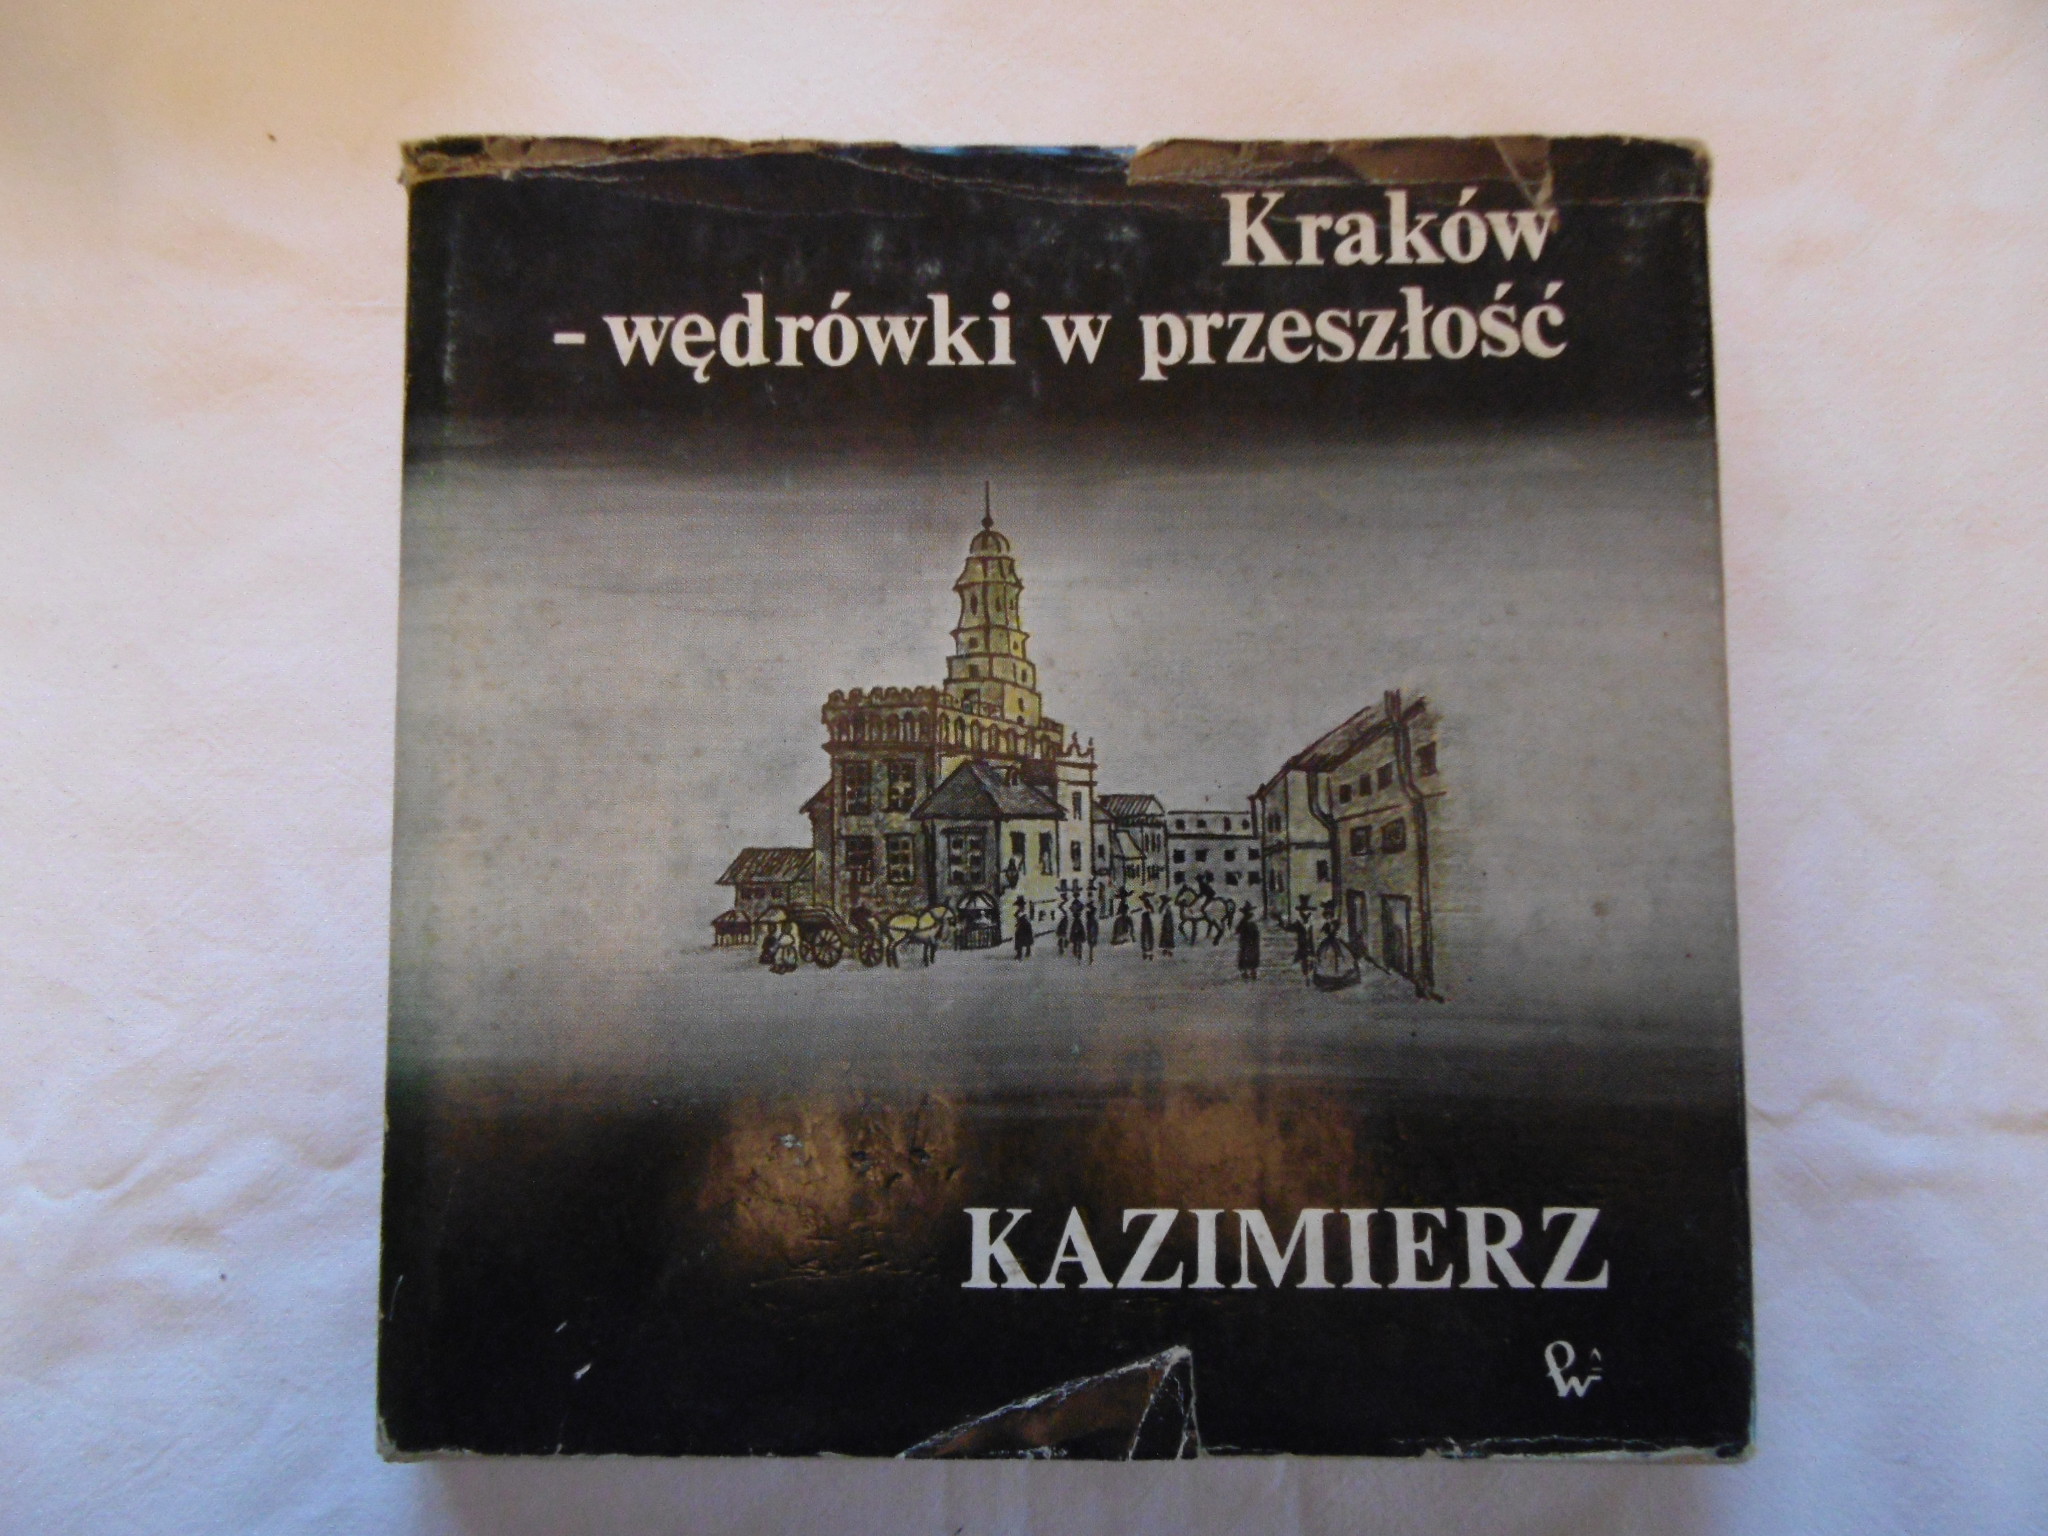 Kraków
- wędrówki w przeszłość
KAZIMIERZ